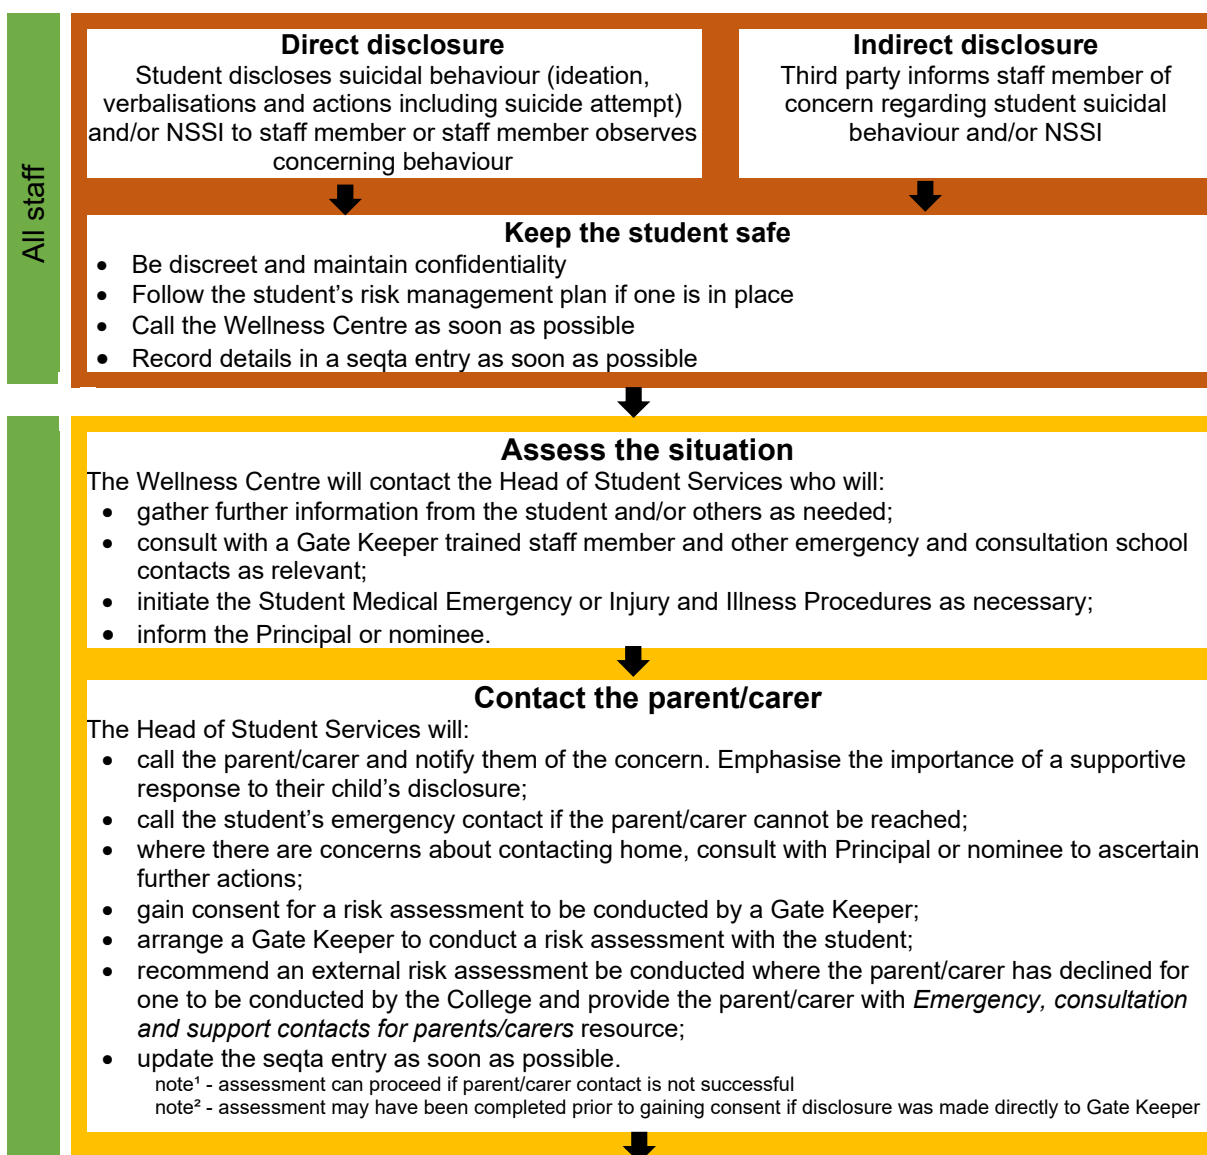 All staff
Direct disclosure
Student discloses suicidal behaviour (ideation,
verbalisations and actions including suicide attempt)
and/or NSSI to staff member or staff member observes
concerning behaviour
Indirect disclosure
Third party informs staff member of
concern regarding student suicidal
behaviour and/or NSSI
Keep the student safe
• Be discreet and maintain confidentiality
• Follow the student’s risk management plan if one is in place
• Call the Wellness Centre as soon as possible
• Record details in a seqta entry as soon as possible
Assess the situation
The Wellness Centre will contact the Head of Student Services who will:
• gather further information from the student and/or others as needed;
• consult with a Gate Keeper trained staff member and other emergency and consultation school
contacts as relevant;
• initiate the Student Medical Emergency or Injury and Illness Procedures as necessary;
• inform the Principal or nominee.
Contact the parent/carer
The Head of Student Services will:
• call the parent/carer and notify them of the concern. Emphasise the importance of a supportive
response to their child’s disclosure;
• call the student’s emergency contact if the parent/carer cannot be reached;
• where there are concerns about contacting home, consult with Principal or nominee to ascertain
further actions;
• gain consent for a risk assessment to be conducted by a Gate Keeper;
• arrange a Gate Keeper to conduct a risk assessment with the student;
• recommend an external risk assessment be conducted where the parent/carer has declined for
one to be conducted by the College and provide the parent/carer with Emergency, consultation
and support contacts for parents/carers resource;
• update the seqta entry as soon as possible.
note¹ - assessment can proceed if parent/carer contact is not successful
note² - assessment may have been completed prior to gaining consent if disclosure was made directly to Gate Keeper